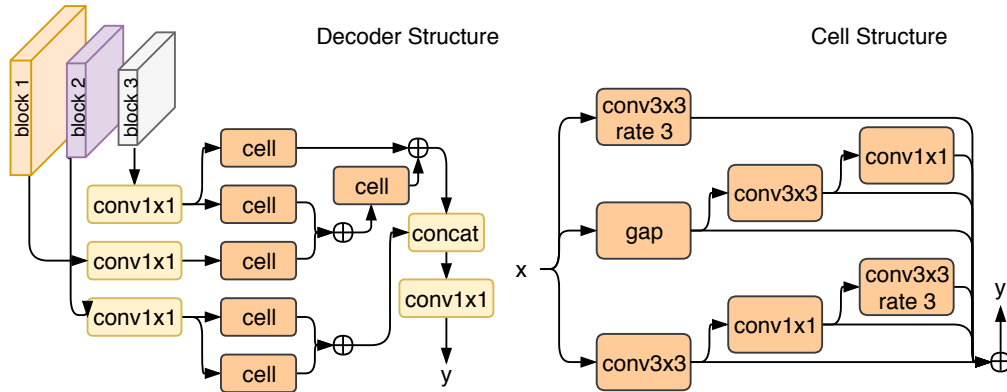 Decoder Structure
block 1
block 2
block 3
conv1x1
conv1x1
conv1x1
cell
cell
cell
cell
cell
cell
concat
conv1x1
y
Cell Structure
x
conv3x3
rate 3
gap
conv3x3
conv1x1
conv3x3
conv1x1
conv3x3
rate 3
y